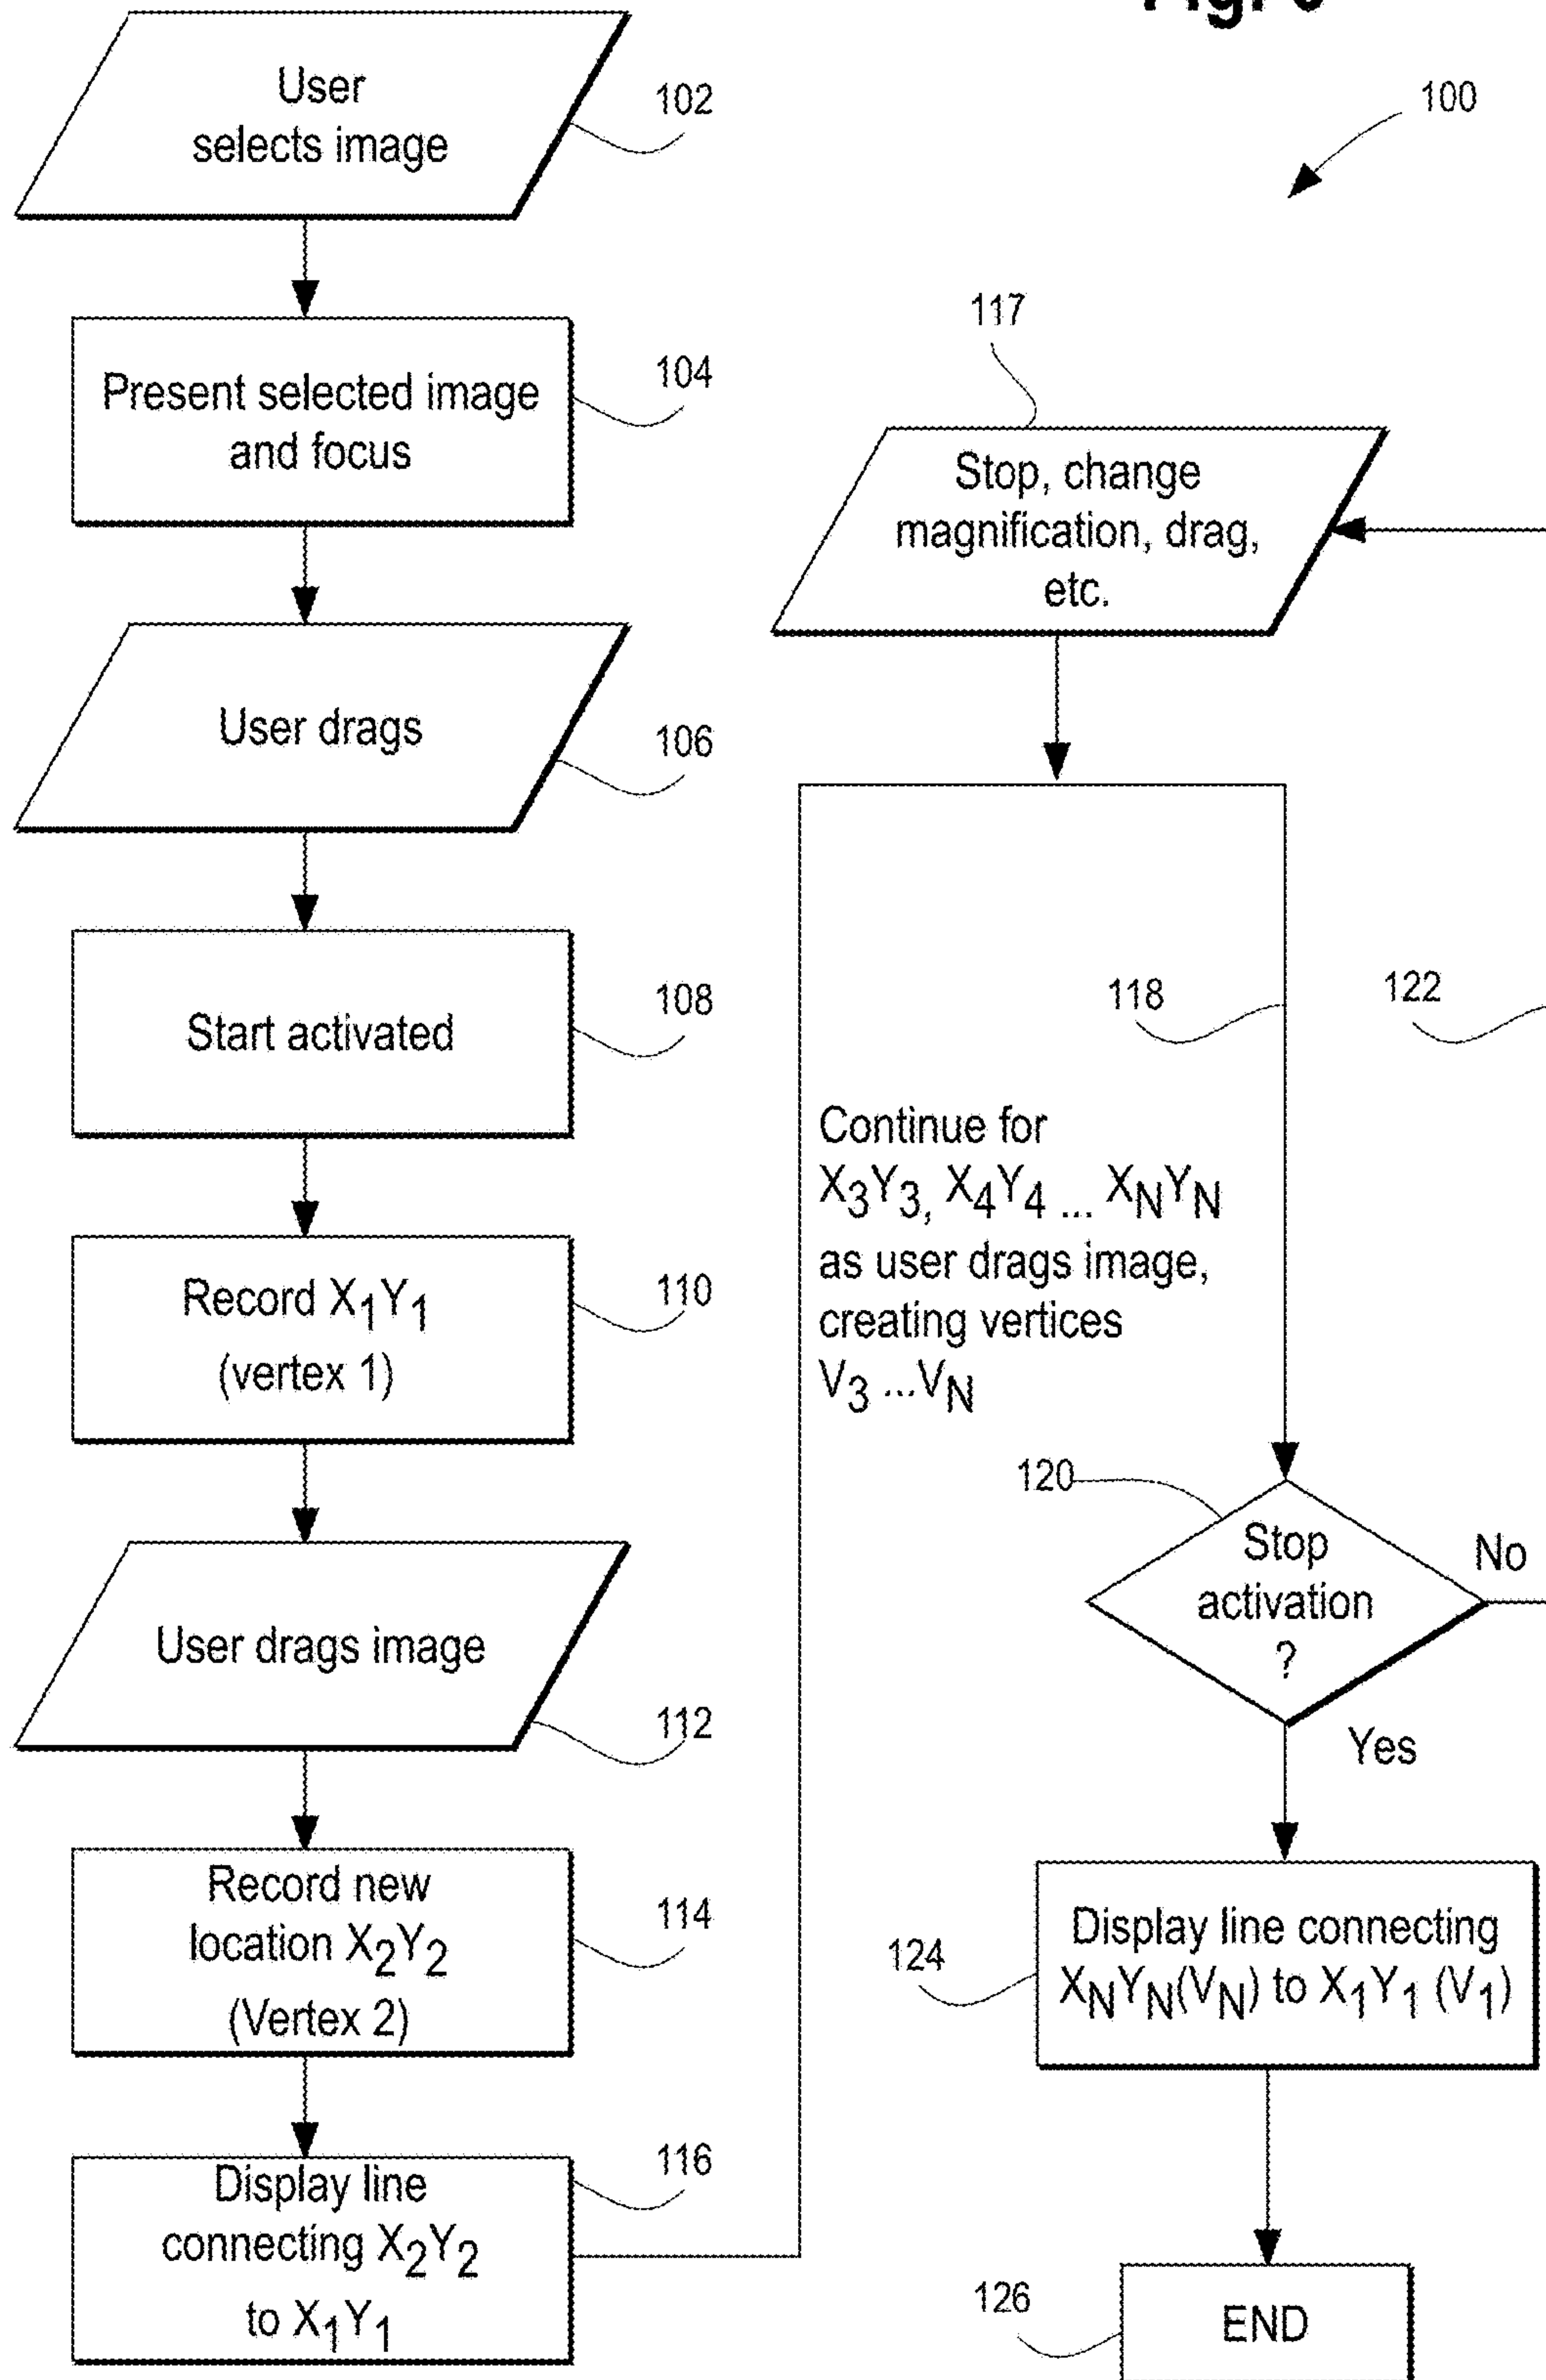 User
selects image
102
Present selected image
and focus
104
User drags
106
Start activated
108
Record X1Y1
(vertex 1)
110
User drags image
112
Record new
location X2Y2
(Vertex 2)
114
Display line
connecting X2Y2
to X1Y1
116
100
117
Stop, change
magnification, drag,
etc.
118
122
Continue for
X3Y3, X4Y4 ... XNYN
as user drags image,
creating vertices
V3 ...VN
120
Stop
activation
?
No
Yes
Display line connecting
XNYN(VN) to X1Y1 (V1)
124
END
126